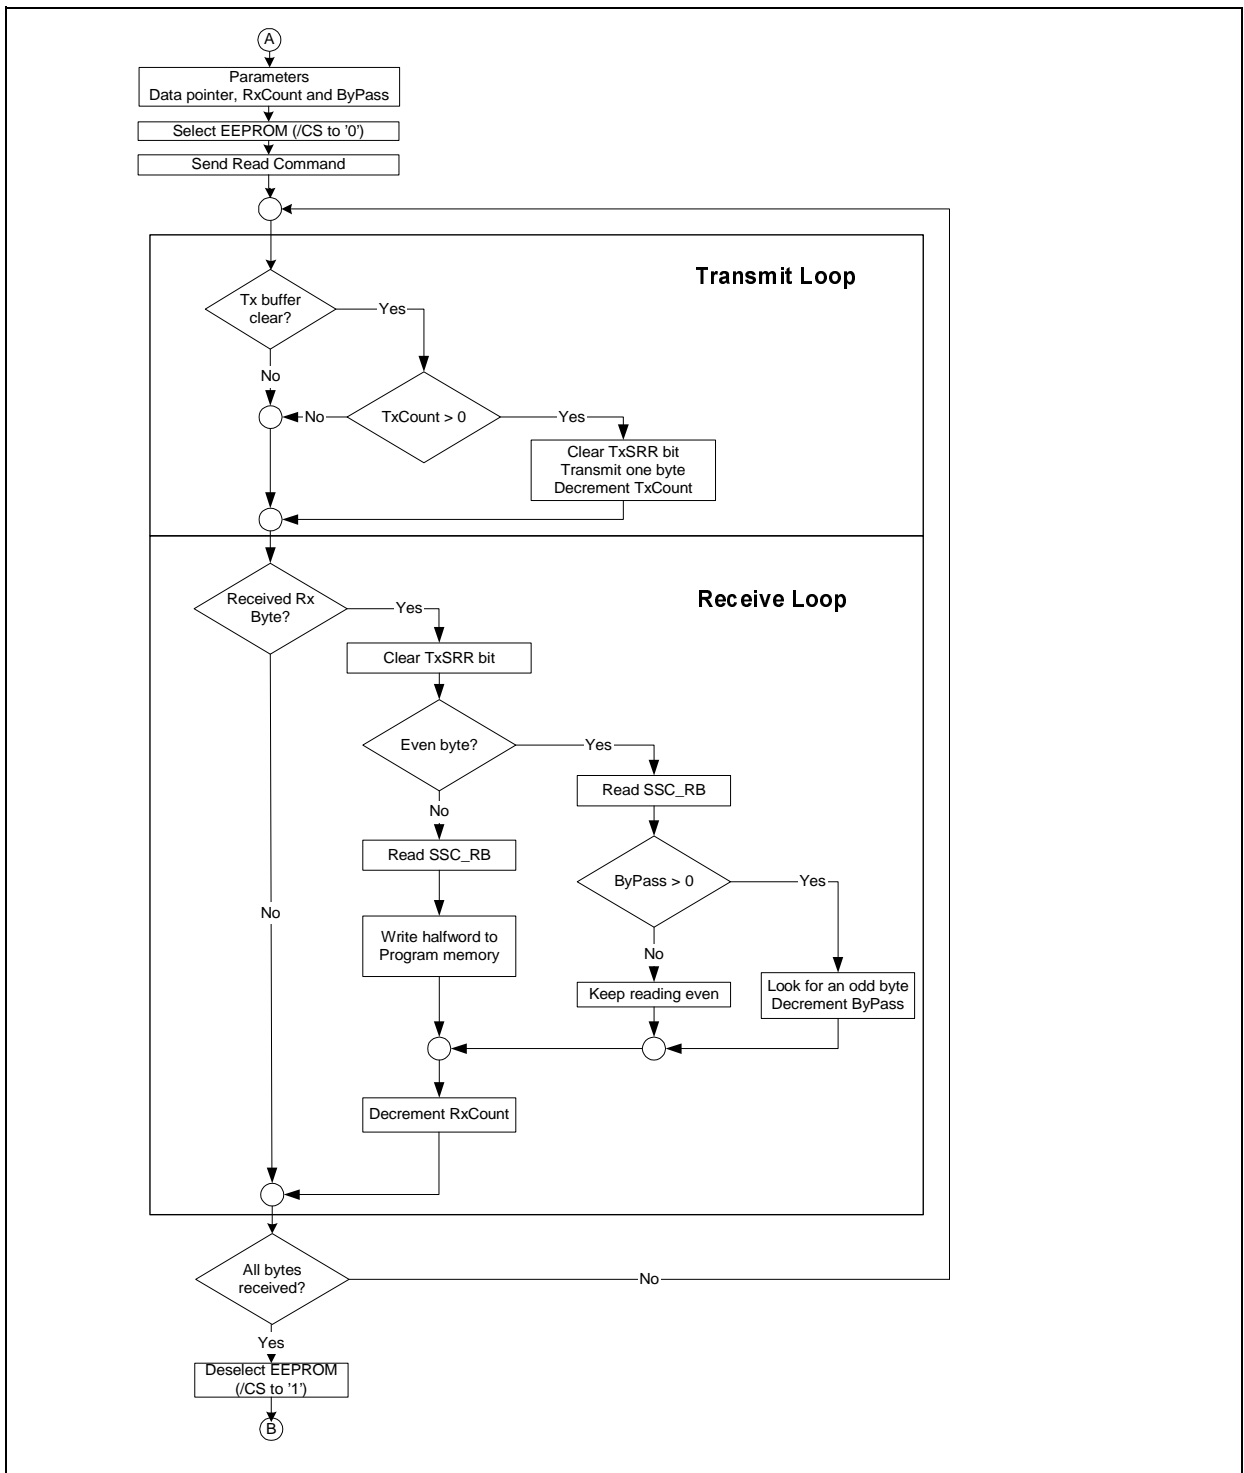 A
Parameters
Data pointer, RxCount and ByPass
Select EEPROM (/CS to '0')
Send Read Command
Transmit Loop
Tx buffer
clear?
Yes
No
TxCount > 0
No
Yes
Clear TxSRR bit
Transmit one byte
Decrement TxCount
Receive Loop
Received Rx
Byte?
Yes
Clear TxSRR bit
Even byte?
Yes
Read SSC_RB
No
Read SSC_RB
ByPass > 0
Yes
No
Write halfword to
Program memory
No
Keep reading even
Look for an odd byte
Decrement ByPass
Decrement RxCount
All bytes
received?
No
Yes
Deselect EEPROM
(/CS to '1')
B